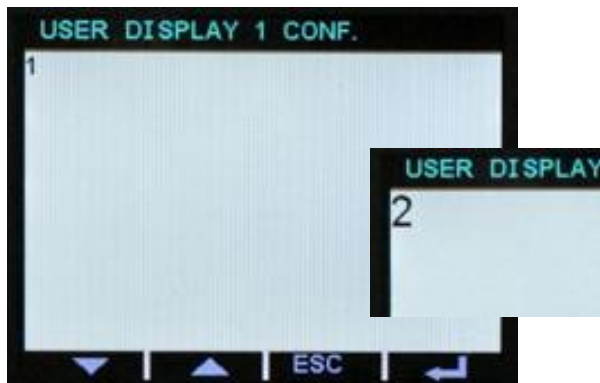 USER DISPLAY 1 CONF.
1
USER DISPLAY
2
ESC